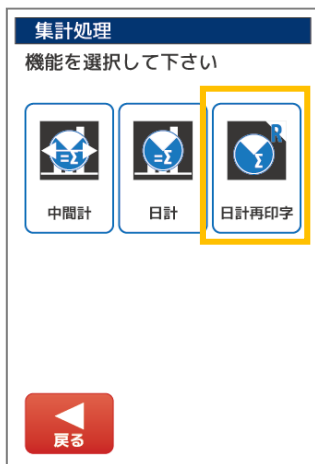 集計処理
機能を選択して下さい
=Σ
=Σ
R
Σ
中間計
日計
日計再印字
戻る